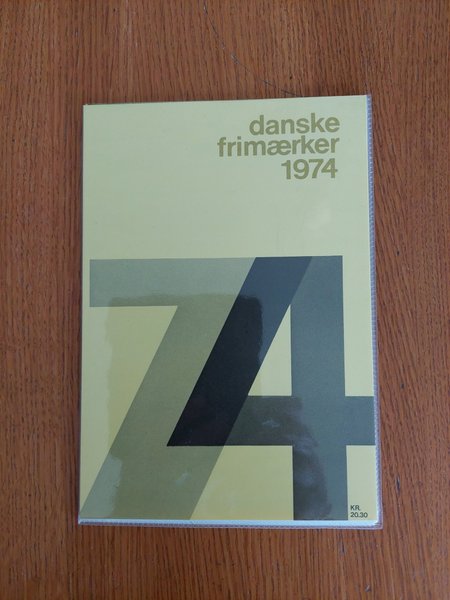 danske
frimærker
1974
74
KR.
20.30